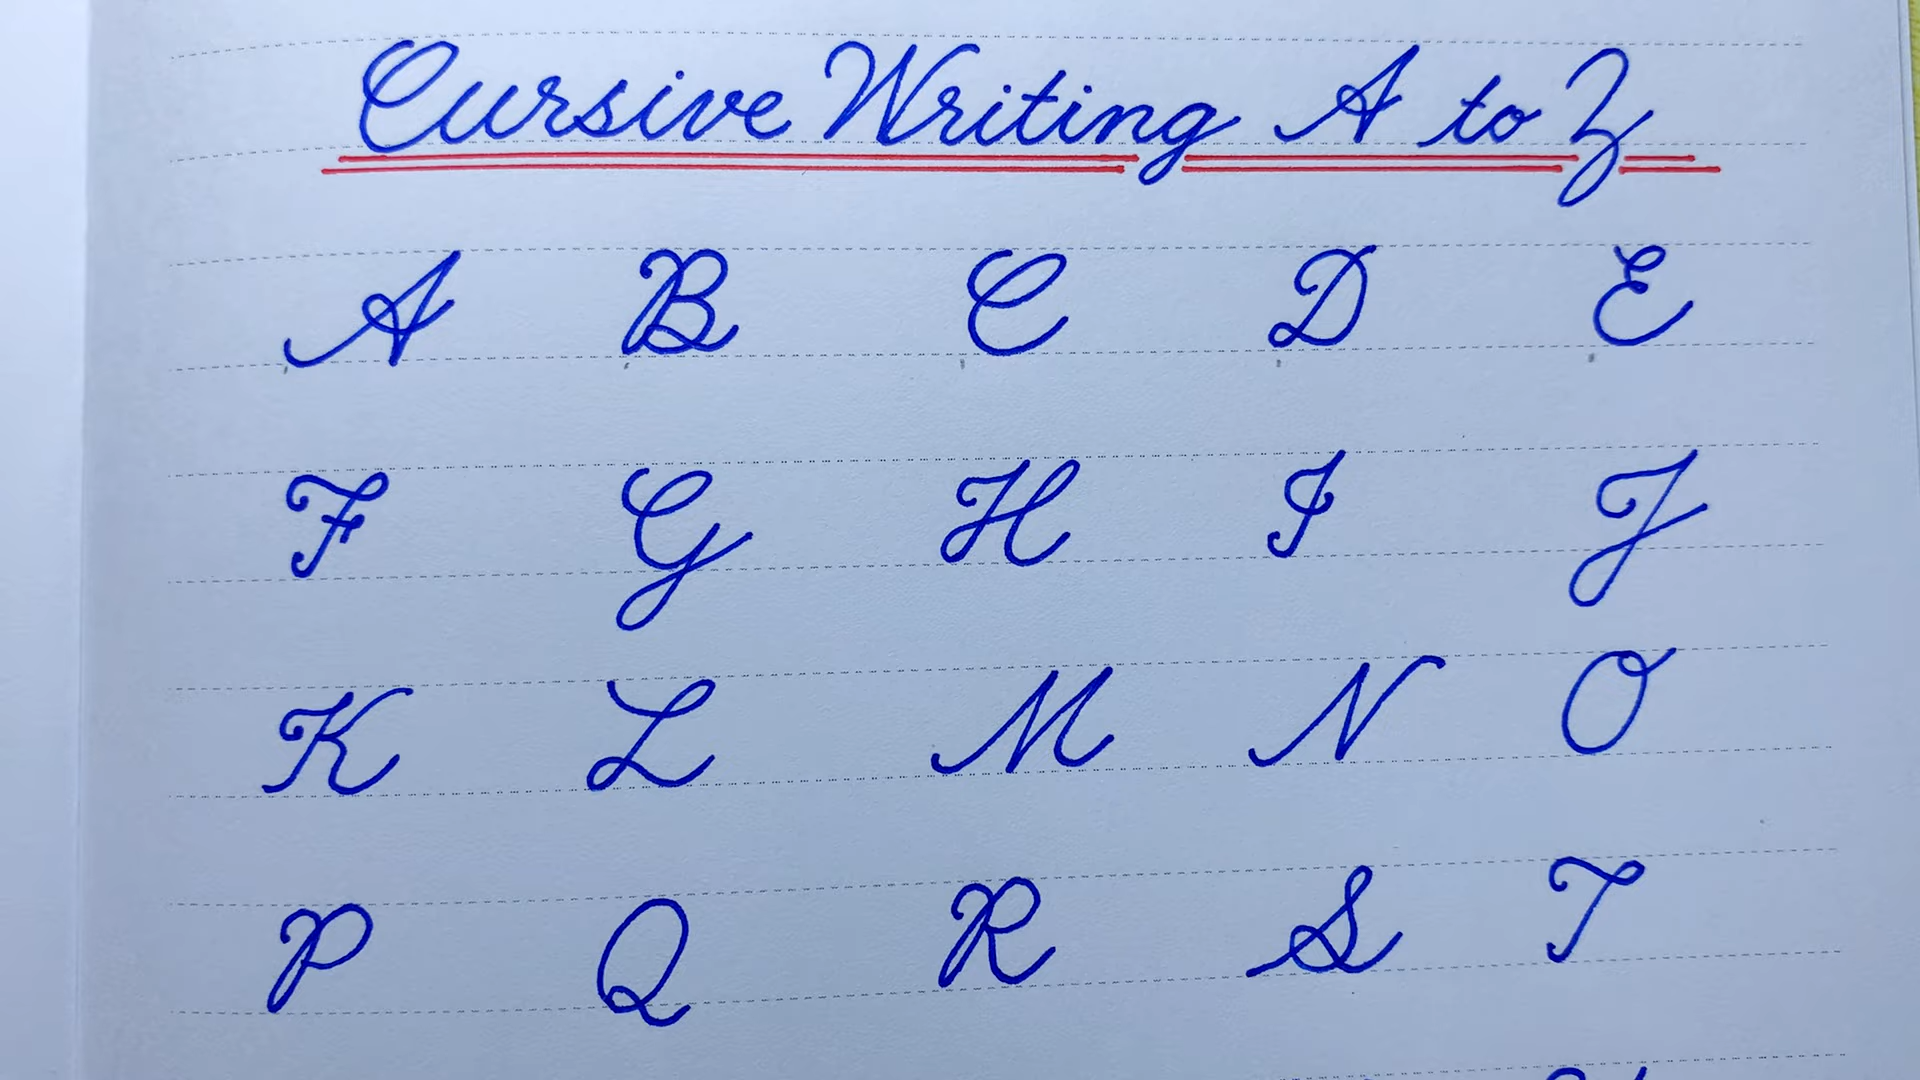 Cursive Writing A to Z
A B C D E
F G H I J
K L M N O
P Q R S T